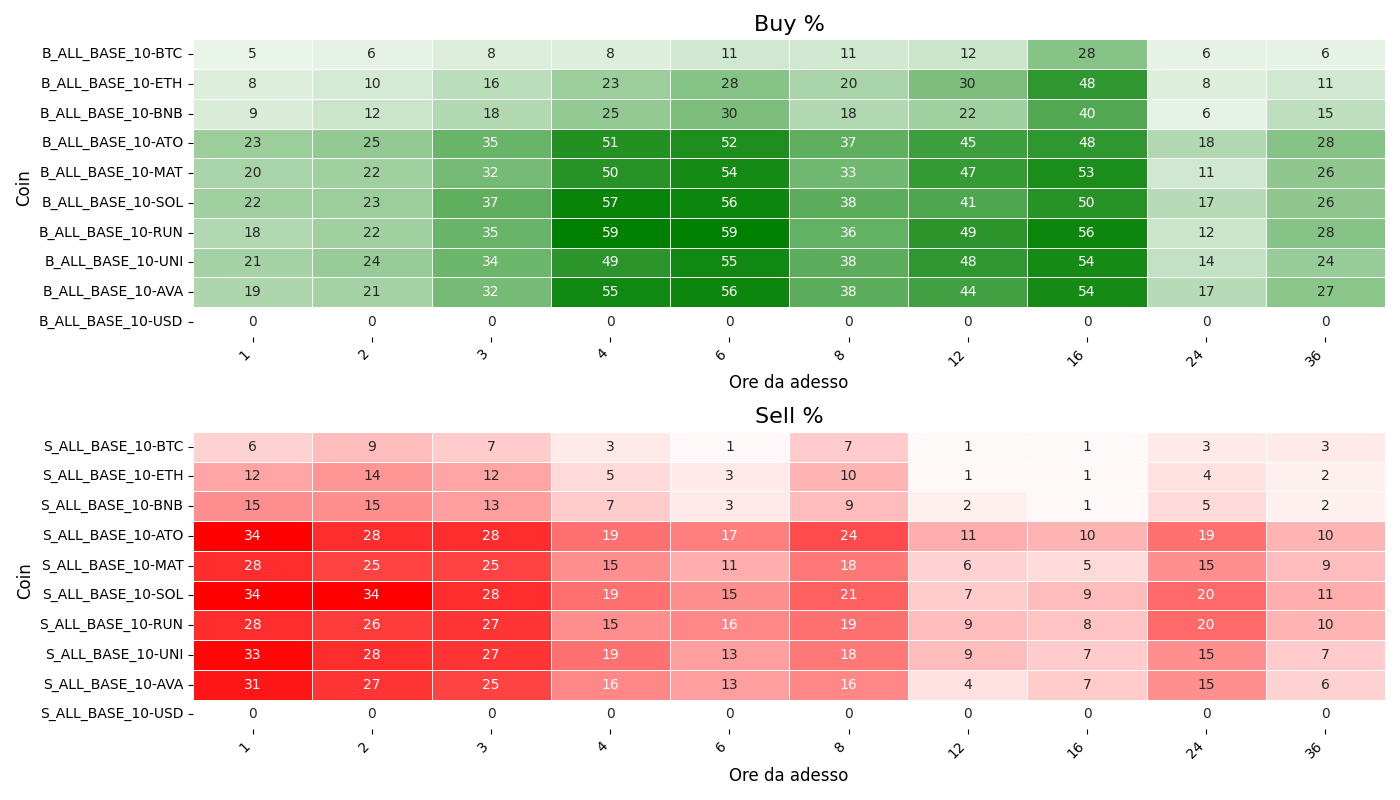 Buy %
Coin
B_ALL_BASE_10-BTC 5 6 8 8 11 11 12 28 6 6
B_ALL_BASE_10-ETH 8 10 16 23 28 20 30 48 8 11
B_ALL_BASE_10-BNB 9 12 18 25 30 18 22 40 6 15
B_ALL_BASE_10-ATO 23 25 35 51 52 37 45 48 18 28
B_ALL_BASE_10-MAT 20 22 32 50 54 33 47 53 11 26
B_ALL_BASE_10-SOL 22 23 37 57 56 38 41 50 17 26
B_ALL_BASE_10-RUN 18 22 35 59 59 36 49 56 12 28
B_ALL_BASE_10-UNI 21 24 34 49 55 38 48 54 14 24
B_ALL_BASE_10-AVA 19 21 32 55 56 38 44 54 17 27
B_ALL_BASE_10-USD 0 0 0 0 0 0 0 0 0 0
1 2 3 4 6 8 12 16 24 36
Ore da adesso
Sell %
Coin
S_ALL_BASE_10-BTC 6 9 7 3 1 7 1 1 3 3
S_ALL_BASE_10-ETH 12 14 12 5 3 10 1 1 4 2
S_ALL_BASE_10-BNB 15 15 13 7 3 9 2 1 5 2
S_ALL_BASE_10-ATO 34 28 28 19 17 24 11 10 19 10
S_ALL_BASE_10-MAT 28 25 25 15 11 18 6 5 15 9
S_ALL_BASE_10-SOL 34 34 28 19 15 21 7 9 20 11
S_ALL_BASE_10-RUN 28 26 27 15 16 19 9 8 20 10
S_ALL_BASE_10-UNI 33 28 27 19 13 18 9 7 15 7
S_ALL_BASE_10-AVA 31 27 25 16 13 16 4 7 15 6
S_ALL_BASE_10-USD 0 0 0 0 0 0 0 0 0 0
1 2 3 4 6 8 12 16 24 36
Ore da adesso